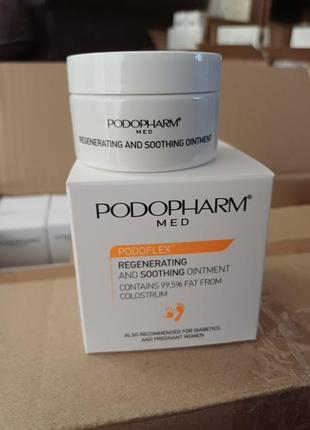 PODOPHARM®
MED
REGENERATING AND SOOTHING OINTMENT
PODOPHARM®
MED
PODOFLEX™
REGENERATING
AND SOOTHING OINTMENT
CONTAINS 99,5% FAT FROM
COLOSTRUM
ALSO RECOMMENDED FOR DIABETICS
AND PREGNANT WOMEN